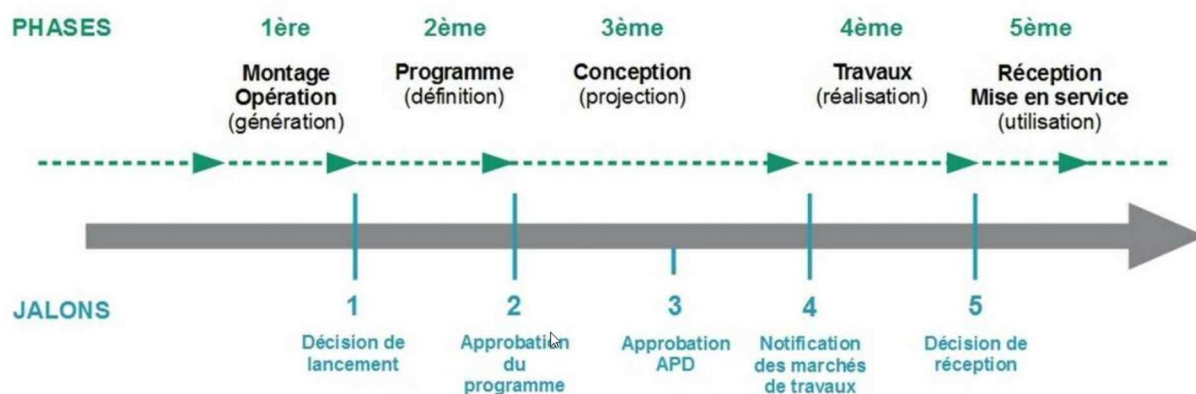 PHASES
1ère
2ème
3ème
4ème
5ème
Montage
Opération
(génération)
Programme
(définition)
Conception
(projection)
Travaux
(réalisation)
Réception
Mise en service
(utilisation)
JALONS
1
2
3
4
5
Décision de
lancement
Approbation
du
programme
Approbation
APD
Notification
des marchés
de travaux
Décision de
réception